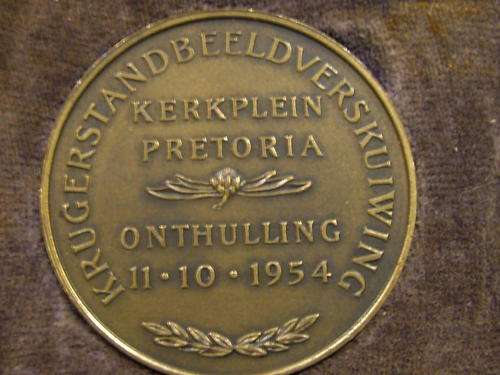 KRUGERSTANDBEELDVERSKUIWING
KERKPLEIN
PRETORIA
ONTHULLING
11·10·1954